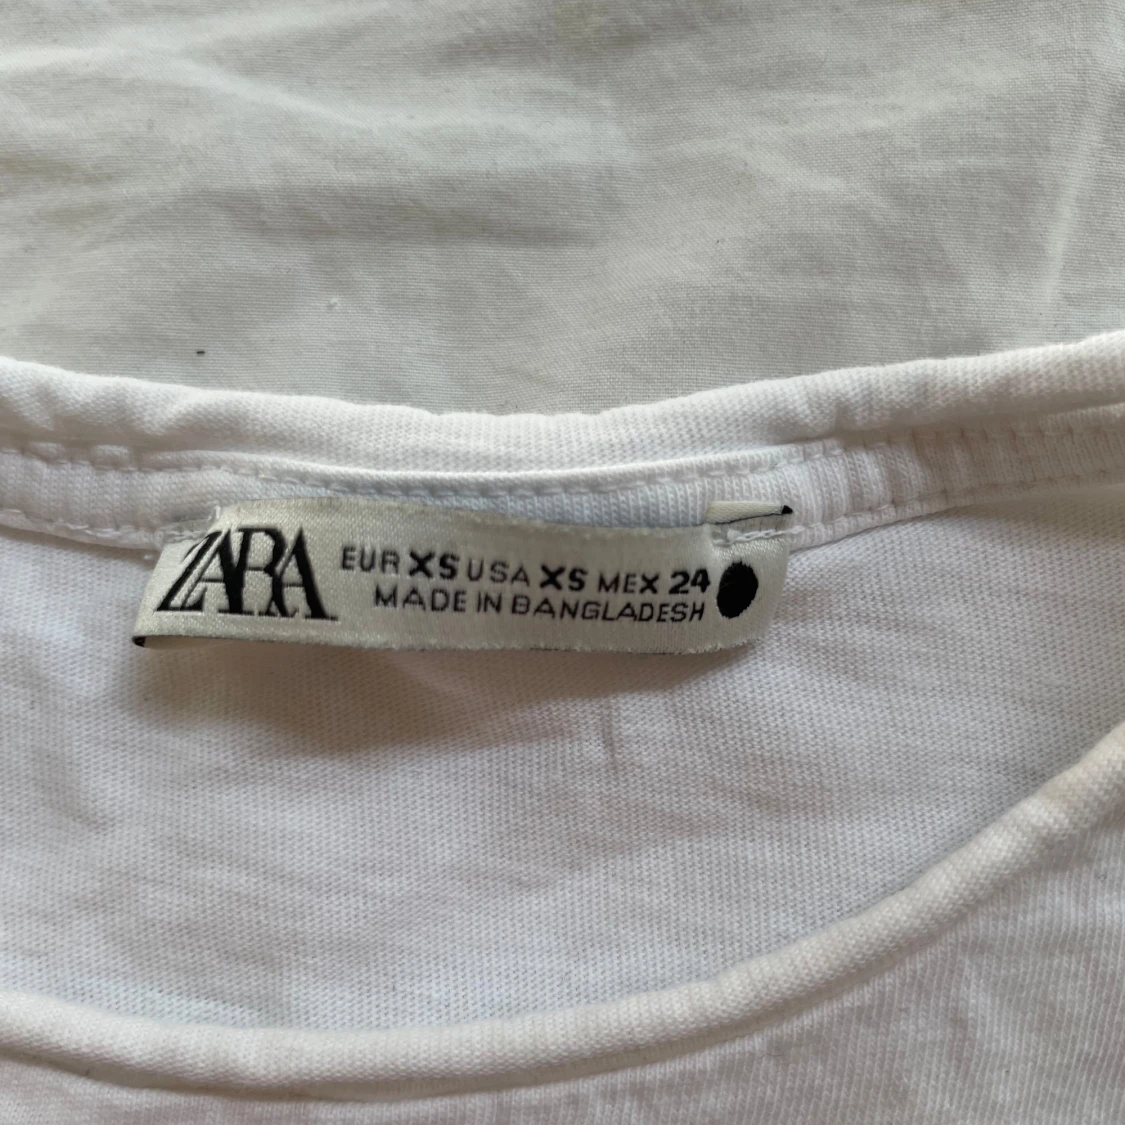 ZARA
EUR XS USA XS MEX 24
MADE IN BANGLADESH